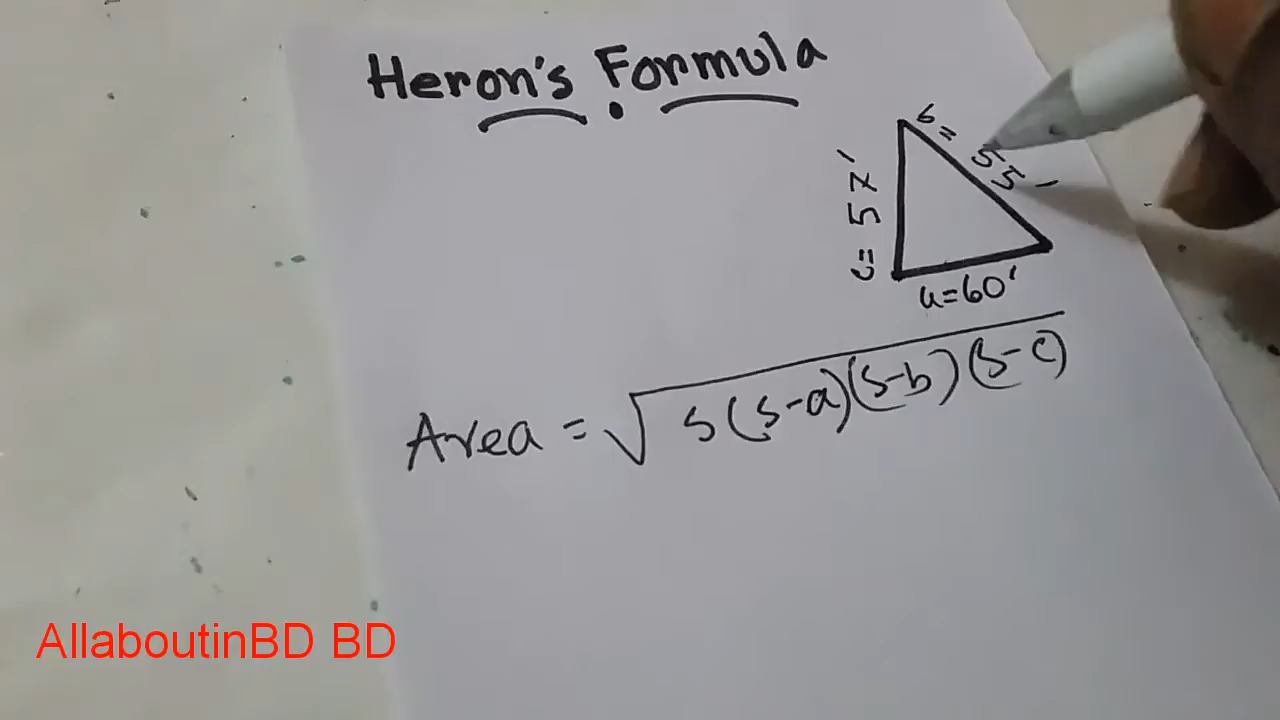 Heron's Formula
b = 55'
c = 57'
a = 60'
Area = √s(s-a)(s-b)(s-c)
AllaboutinBD BD